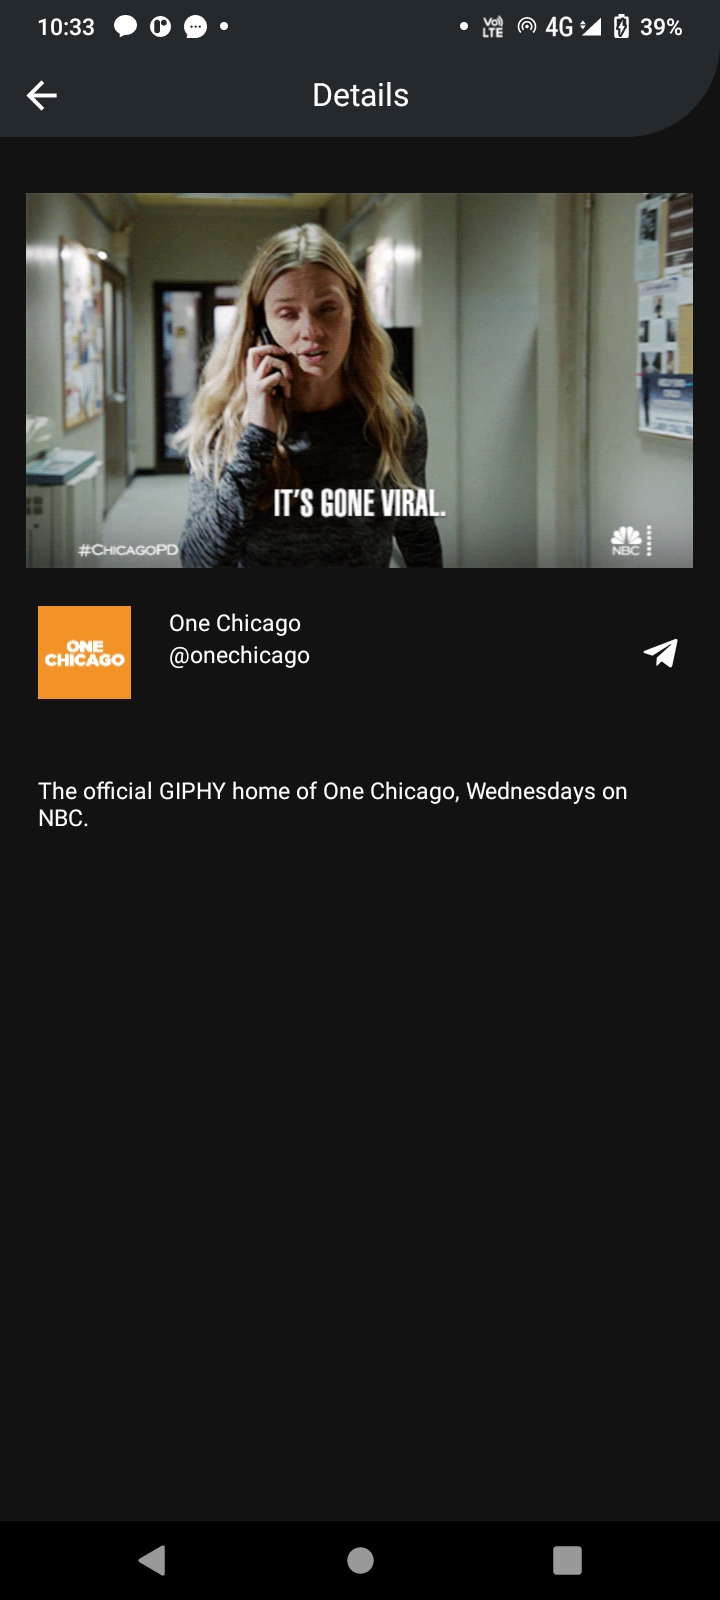 10:33
Vo) LTE 4G 39%
Details
IT'S GONE VIRAL.
#CHICAGOPD
NBC
ONE
CHICAGO
One Chicago
@onechicago
The official GIPHY home of One Chicago, Wednesdays on
NBC.